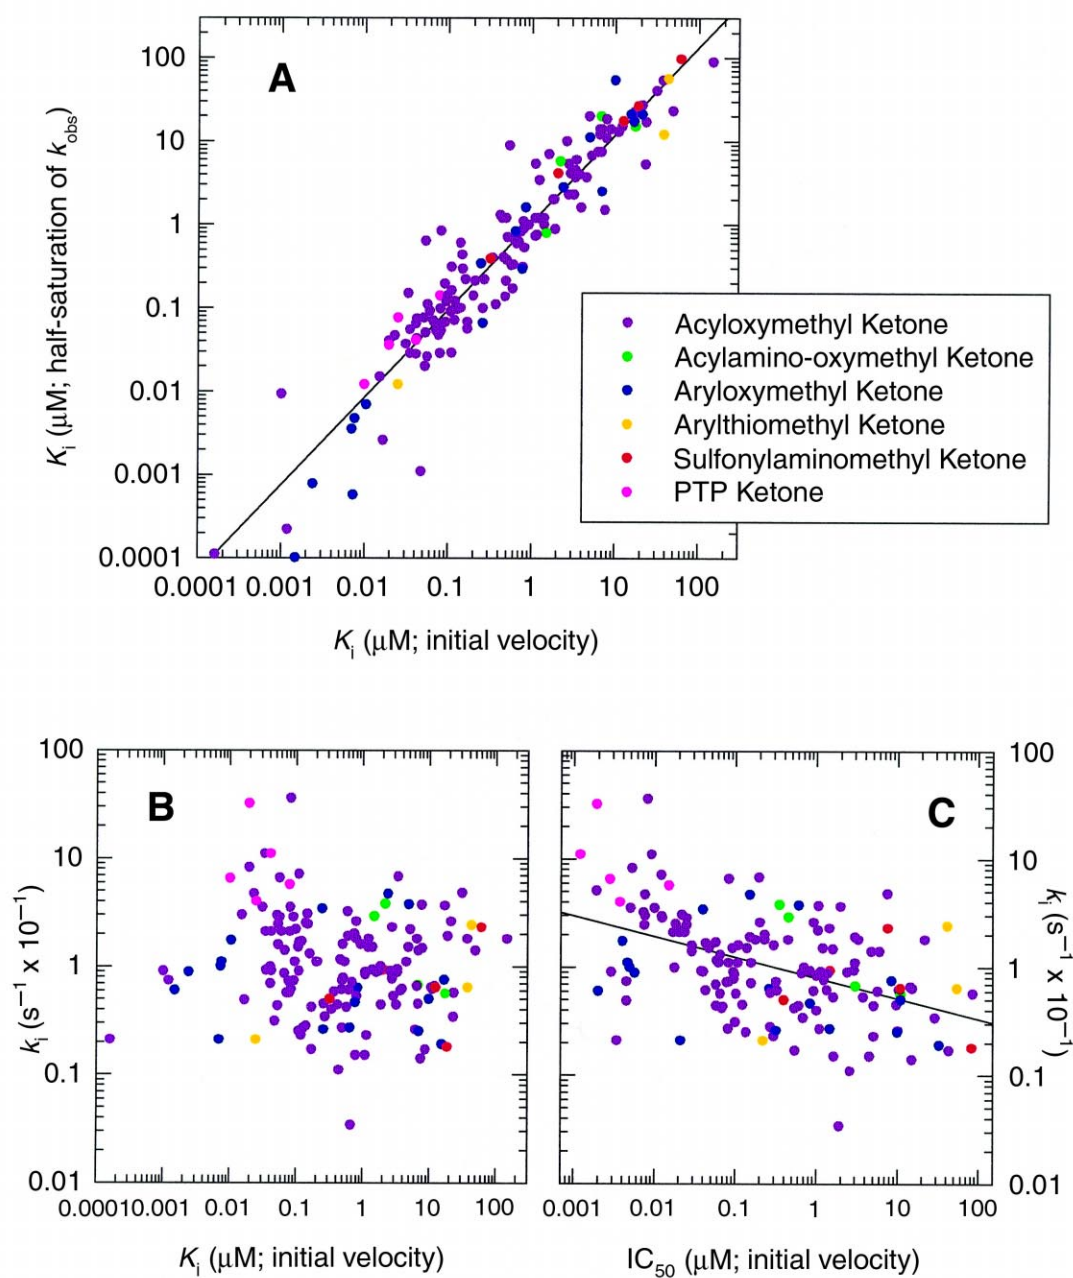 A
100
10
1
0.1
0.01
0.001
0.0001
Ki (μM; half-saturation of kobs)
0.0001 0.001 0.01 0.1 1 10 100
Ki (μM; initial velocity)
Acyloxymethyl Ketone
Acylamino-oxymethyl Ketone
Aryloxymethyl Ketone
Arylthiomethyl Ketone
Sulfonylaminomethyl Ketone
PTP Ketone
B
100
10
1
0.1
0.01
ki (s⁻¹ x 10⁻¹)
0.0001 0.001 0.01 0.1 1 10 100
Ki (μM; initial velocity)
C
100
10
1
0.1
0.01
ki (s⁻¹ x 10⁻¹)
0.001 0.01 0.1 1 10 100
IC50 (μM; initial velocity)